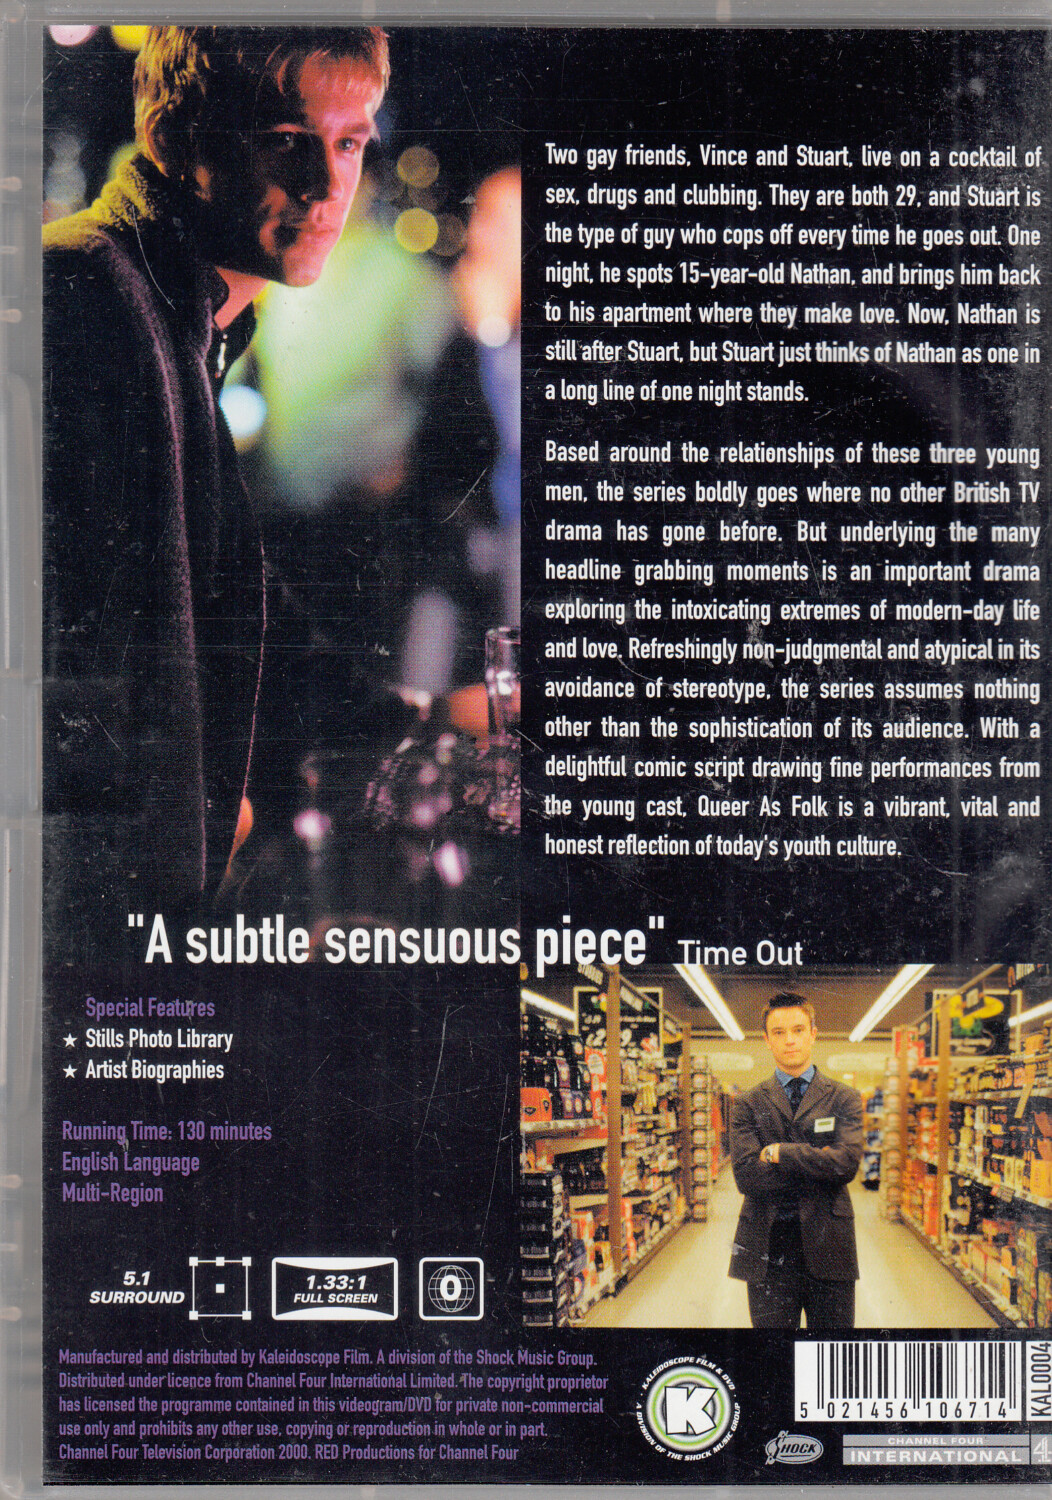 Two gay friends, Vince and Stuart, live on a cocktail of
sex, drugs and clubbing. They are both 29, and Stuart is
the type of guy who cops off every time he goes out. One
night, he spots 15-year-old Nathan, and brings him back
to his apartment where they make love. Now, Nathan is
still after Stuart, but Stuart just thinks of Nathan as one in
a long line of one night stands.
Based around the relationships of these three young
men, the series boldly goes where no other British TV
drama has gone before. But underlying the many
headline grabbing moments is an important drama
exploring the intoxicating extremes of modern-day life
and love. Refreshingly non-judgmental and atypical in its
avoidance of stereotype, the series assumes nothing
other than the sophistication of its audience. With a
delightful comic script drawing fine performances from
the young cast, Queer As Folk is a vibrant, vital and
honest reflection of today's youth culture.
"A subtle sensuous piece" Time Out
Special Features
★ Stills Photo Library
★ Artist Biographies
Running Time: 130 minutes
English Language
Multi-Region
5.1
SURROUND
1.33:1
FULL SCREEN
0
Manufactured and distributed by Kaleidoscope Film. A division of the Shock Music Group.
Distributed under licence from Channel Four International Limited. The copyright proprietor
has licensed the programme contained in this videogram/DVD for private non-commercial
use only and prohibits any other use, copying or reproduction in whole or in part.
Channel Four Television Corporation 2000. RED Productions for Channel Four
KALEIDOSCOPE FILM & DVD
K
A DIVISION OF THE SHOCK MUSIC GROUP
SHOCK
5 021456 106714
KAL0004
CHANNEL FOUR
INTERNATIONAL
4